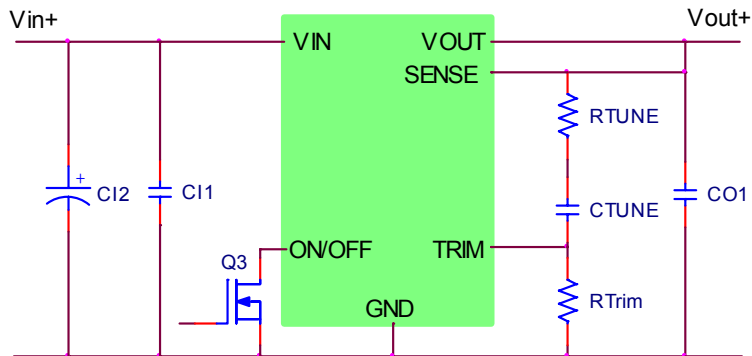 Vin+
Vout+
VIN
VOUT
SENSE
RTUNE
+
CI2
CI1
CTUNE
CO1
Q3
ON/OFF
TRIM
RTrim
GND